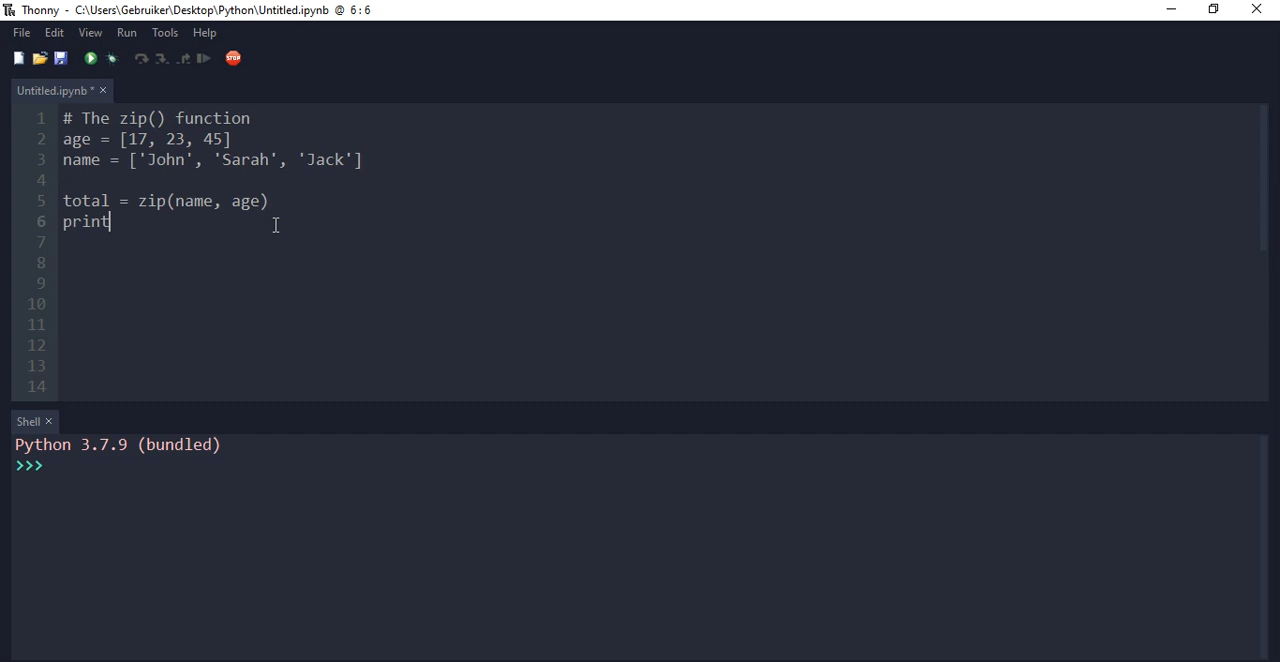 Thonny - C:\Users\Gebruiker\Desktop\Python\Untitled.ipynb @ 6:6
File Edit View Run Tools Help
STOP
Untitled.ipynb * ×
1 # The zip() function
2 age = [17, 23, 45]
3 name = ['John', 'Sarah', 'Jack']
4
5 total = zip(name, age)
6 print
7
8
9
10
11
12
13
14
Shell ×
Python 3.7.9 (bundled)
>>>